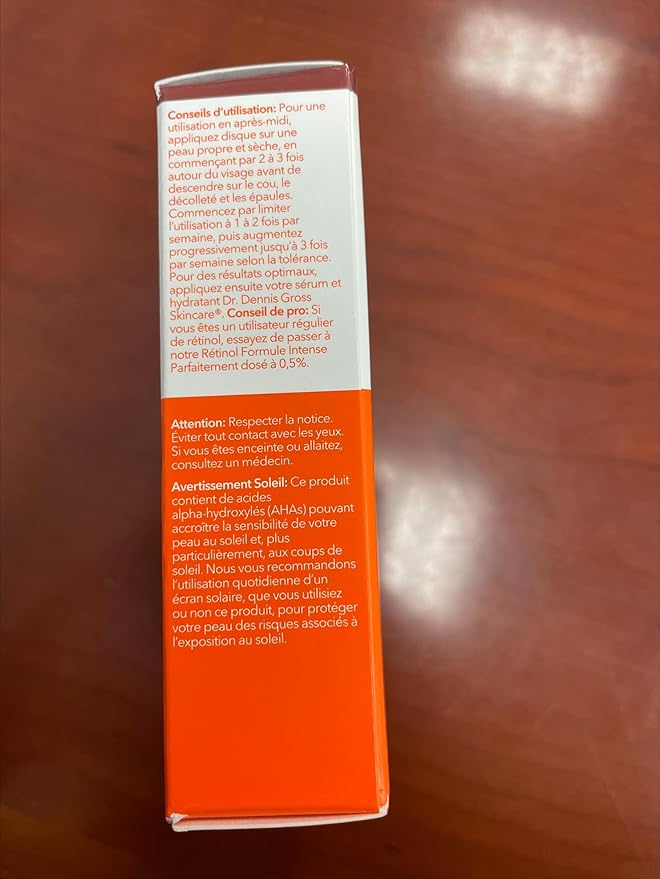 Conseils d'utilisation: Pour une
utilisation en après-midi,
appliquez disque sur une
peau propre et sèche, en
commençant par 2 à 3 fois
autour du visage avant de
descendre sur le cou, le
décolleté et les épaules.
Commencez par limiter
l'utilisation à 1 à 2 fois par
semaine, puis augmentez
progressivement jusqu'à 3 fois
par semaine selon la tolérance.
Pour des résultats optimaux,
appliquez ensuite votre sérum et
hydratant Dr. Dennis Gross
Skincare®. Conseil de pro: Si
vous êtes un utilisateur régulier
de rétinol, essayez de passer à
notre Rétinol Formule Intense
Parfaitement dosé à 0,5%.
Attention: Respecter la notice.
Éviter tout contact avec les yeux.
Si vous êtes enceinte ou allaitez,
consultez un médecin.
Avertissement Soleil: Ce produit
contient de acides
alpha-hydroxylés (AHAs) pouvant
accroître la sensibilité de votre
peau au soleil et, plus
particulièrement, aux coups de
soleil. Nous vous recommandons
l'utilisation quotidienne d'un
écran solaire, que vous utilisiez
ou non ce produit, pour protéger
votre peau des risques associés à
l'exposition au soleil.